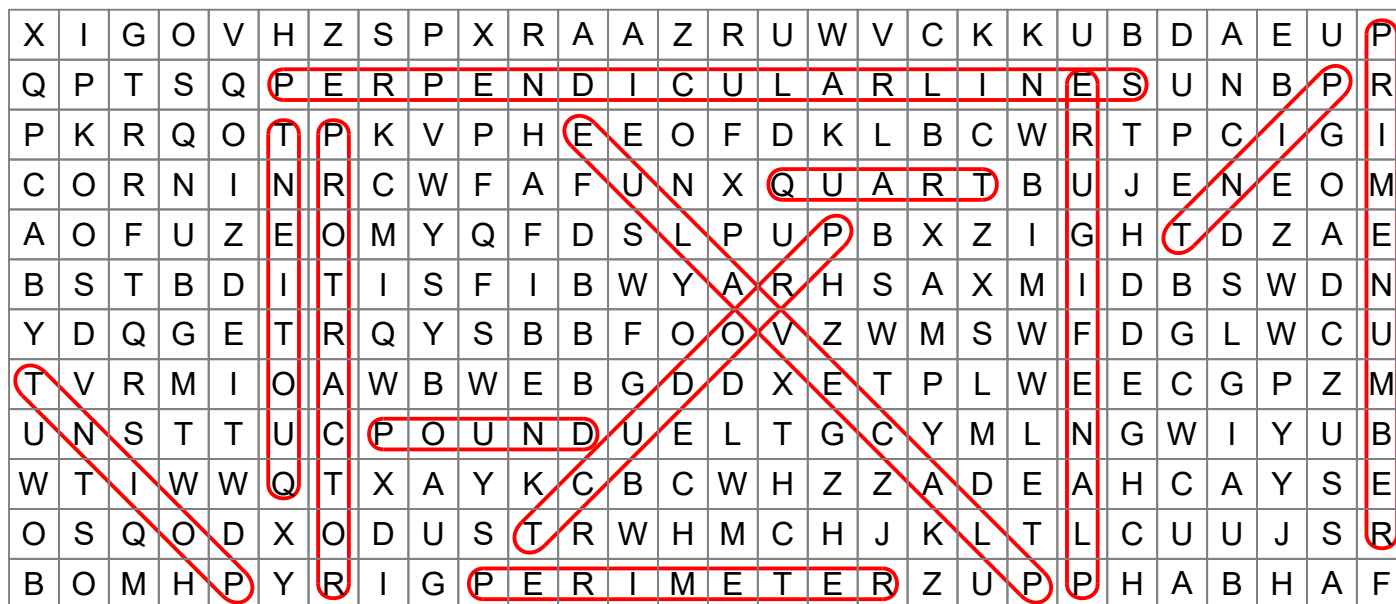 X I G O V H Z S P X R A A Z R U W V C K K U B D A E U P
Q P T S Q P E R P E N D I C U L A R L I N E S U N B P R
P K R Q O T P K V P H E E O F D K L B C W R T P C I G I
C O R N I N R C W F A F U N X Q U A R T B U J E N E O M
A O F U Z E O M Y Q F D S L P U P B X Z I G H T D Z A E
B S T B D I T I S F I B W Y A R H S A X M I D B S W D N
Y D Q G E T R Q Y S B B F O O V Z W M S W F D G L W C U
T V R M I O A W B W E B G D D X E T P L W E E C G P Z M
U N S T T U C P O U N D U E L T G C Y M L N G W I Y U B
W T I W W Q T X A Y K C B C W H Z Z A D E A H C A Y S E
O S Q O D X O D U S T R W H M C H J K L T L C U U J S R
B O M H P Y R I G P E R I M E T E R Z U P P H A B H A F